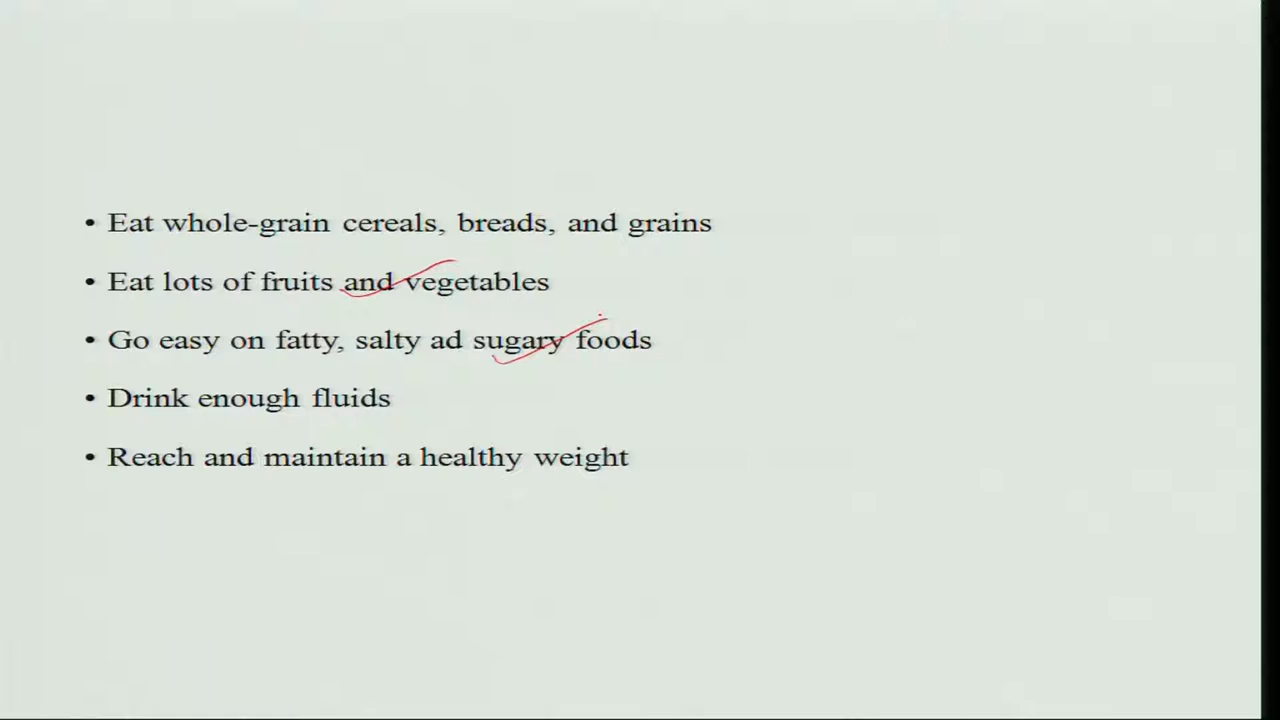 • Eat whole-grain cereals, breads, and grains
• Eat lots of fruits and vegetables
• Go easy on fatty, salty ad sugary foods
• Drink enough fluids
• Reach and maintain a healthy weight